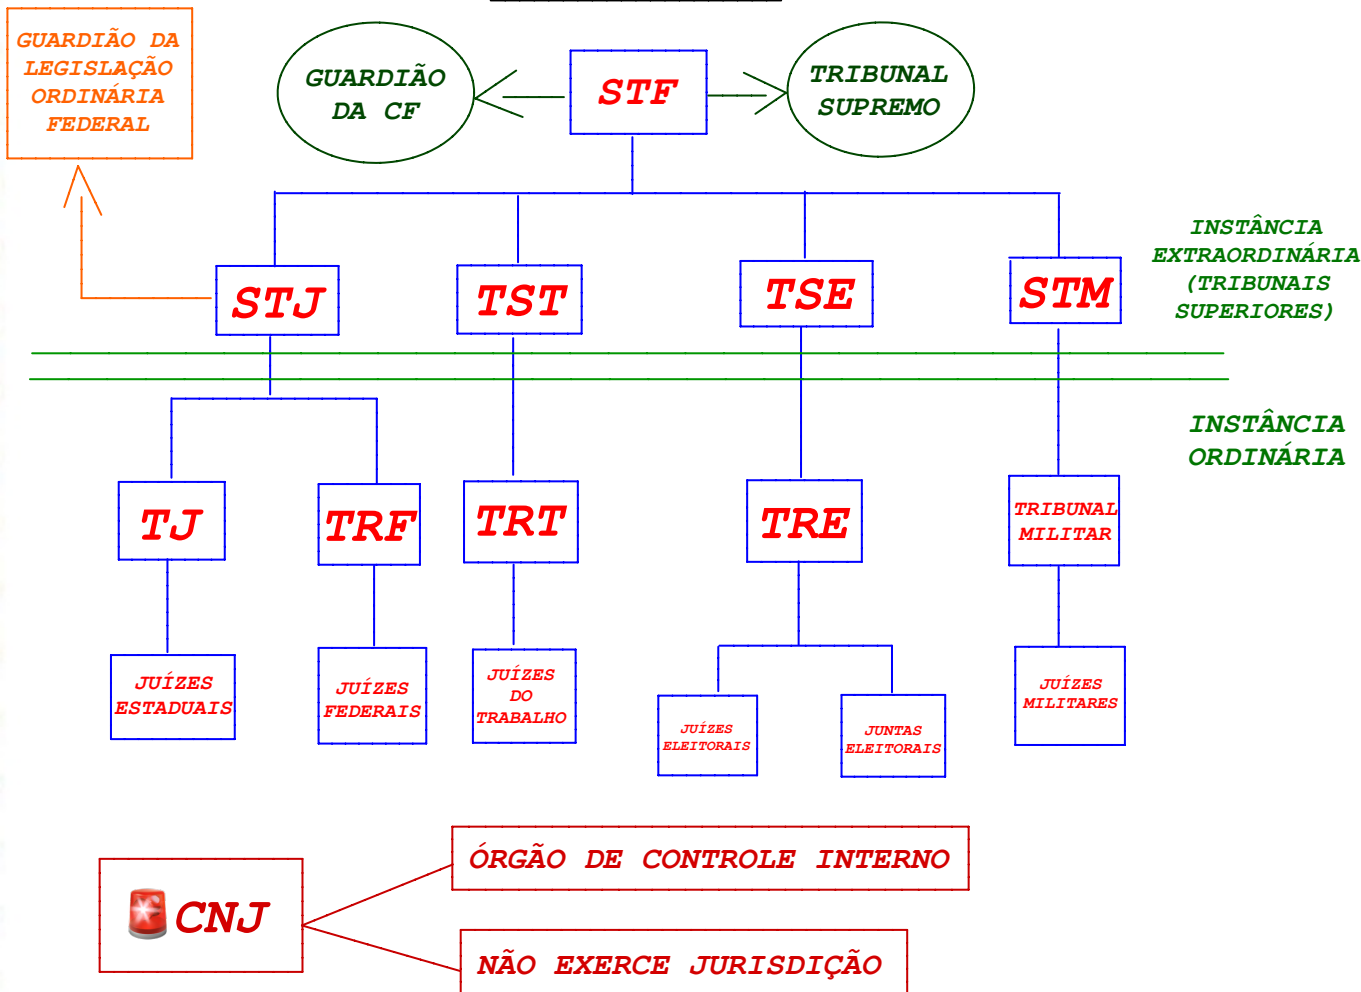 GUARDIÃO DA
LEGISLAÇÃO
ORDINÁRIA
FEDERAL
GUARDIÃO
DA CF
STF
TRIBUNAL
SUPREMO
INSTÂNCIA
EXTRAORDINÁRIA
(TRIBUNAIS
SUPERIORES)
STJ
TST
TSE
STM
INSTÂNCIA
ORDINÁRIA
TJ
TRF
TRT
TRE
TRIBUNAL
MILITAR
JUÍZES
ESTADUAIS
JUÍZES
FEDERAIS
JUÍZES
DO
TRABALHO
JUÍZES
ELEITORAIS
JUNTAS
ELEITORAIS
JUÍZES
MILITARES
CNJ
ÓRGÃO DE CONTROLE INTERNO
NÃO EXERCE JURISDIÇÃO